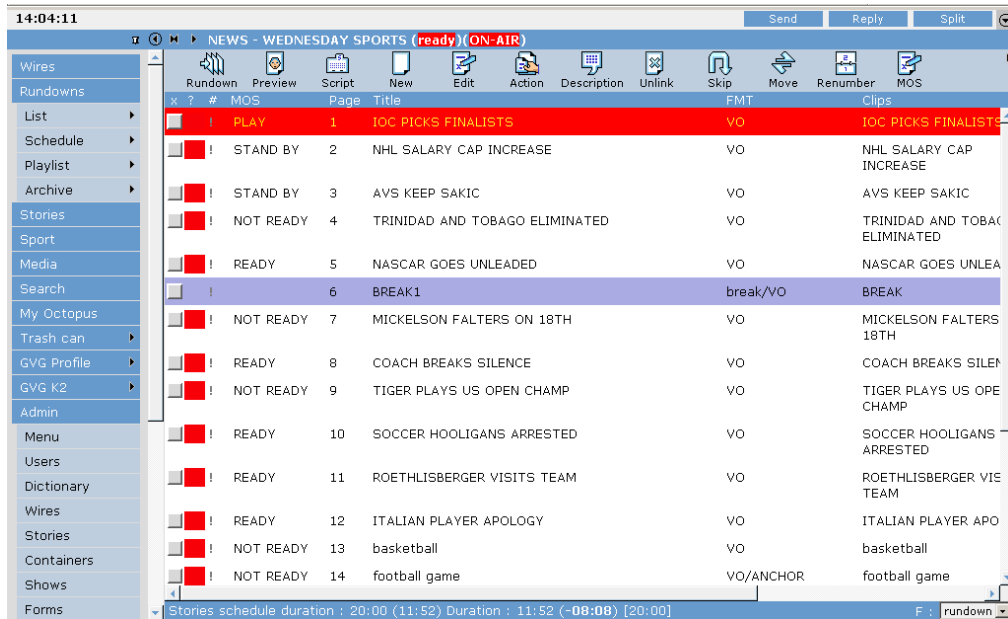 14:04:11
Send Reply Split
NEWS - WEDNESDAY SPORTS (ready)(ON-AIR)
Rundown Preview Script New Edit Action Description Unlink Skip Move Renumber MOS
x ? # MOS Page Title FMT Clips
Wires
Rundowns
List
Schedule
Playlist
Archive
Stories
Sport
Media
Search
My Octopus
Trash can
GVG Profile
GVG K2
Admin
Menu
Users
Dictionary
Wires
Stories
Containers
Shows
Forms
! PLAY 1 IOC PICKS FINALISTS VO IOC PICKS FINALISTS
! STAND BY 2 NHL SALARY CAP INCREASE VO NHL SALARY CAP
INCREASE
! STAND BY 3 AVS KEEP SAKIC VO AVS KEEP SAKIC
! NOT READY 4 TRINIDAD AND TOBAGO ELIMINATED VO TRINIDAD AND TOBAG
ELIMINATED
! READY 5 NASCAR GOES UNLEADED VO NASCAR GOES UNLEA
! 6 BREAK1 break/VO BREAK
! NOT READY 7 MICKELSON FALTERS ON 18TH VO MICKELSON FALTERS
18TH
! READY 8 COACH BREAKS SILENCE VO COACH BREAKS SILEN
! NOT READY 9 TIGER PLAYS US OPEN CHAMP VO TIGER PLAYS US OPE
CHAMP
! READY 10 SOCCER HOOLIGANS ARRESTED VO SOCCER HOOLIGANS
ARRESTED
! READY 11 ROETHLISBERGER VISITS TEAM VO ROETHLISBERGER VIS
TEAM
! READY 12 ITALIAN PLAYER APOLOGY VO ITALIAN PLAYER APO
! NOT READY 13 basketball VO basketball
! NOT READY 14 football game VO/ANCHOR football game
Stories schedule duration : 20:00 (11:52) Duration : 11:52 (-08:08) [20:00] F : rundown